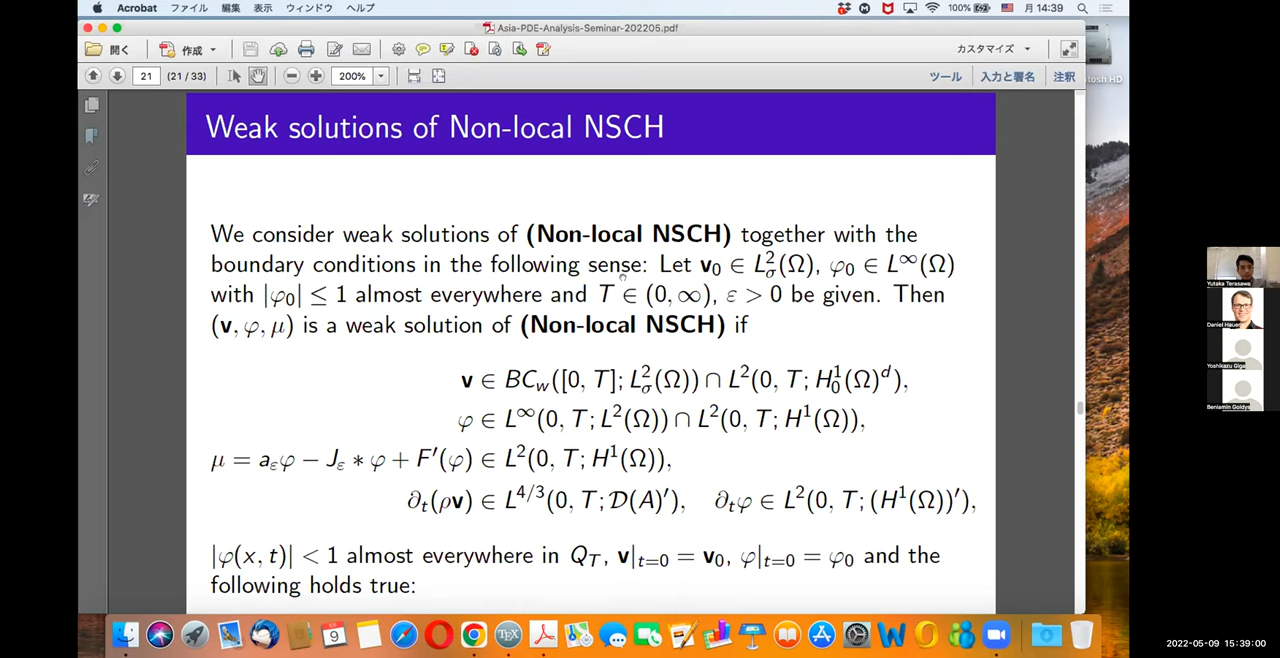 Acrobat ファイル 編集 表示 ウィンドウ ヘルプ 100% 月 14:39
Asia-PDE-Analysis-Seminar-202205.pdf
開く 作成 カスタマイズ
21 (21 / 33) 200% ツール 入力と署名 注釈
Weak solutions of Non-local NSCH
We consider weak solutions of (Non-local NSCH) together with the
boundary conditions in the following sense: Let v₀ ∈ L²_σ(Ω), φ₀ ∈ L^∞(Ω)
with |φ₀| ≤ 1 almost everywhere and T ∈ (0, ∞), ε > 0 be given. Then
(v, φ, μ) is a weak solution of (Non-local NSCH) if
v ∈ BC_w([0, T]; L²_σ(Ω)) ∩ L²(0, T; H¹₀(Ω)^d),
φ ∈ L^∞(0, T; L²(Ω)) ∩ L²(0, T; H¹(Ω)),
μ = a_εφ − J_ε ∗ φ + F′(φ) ∈ L²(0, T; H¹(Ω)),
∂_t(ρv) ∈ L^{4/3}(0, T; D(A)′), ∂_tφ ∈ L²(0, T; (H¹(Ω))′),
|φ(x, t)| < 1 almost everywhere in Q_T, v|_{t=0} = v₀, φ|_{t=0} = φ₀ and the
following holds true:
Yutaka Terasawa
Daniel Hauer
Yoshikazu Giga
Beniamin Goldys
9
TEX
2022-05-09 15:39:00